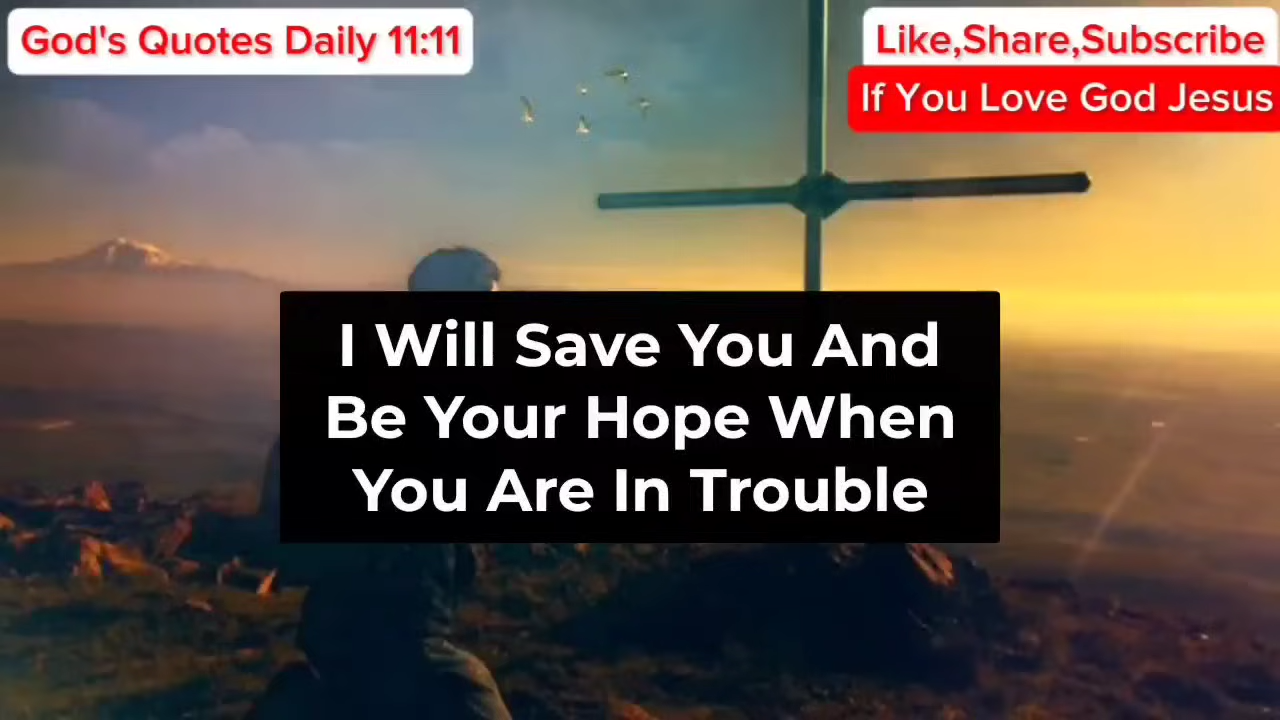 God's Quotes Daily 11:11
Like,Share,Subscribe
If You Love God Jesus
I Will Save You And
Be Your Hope When
You Are In Trouble